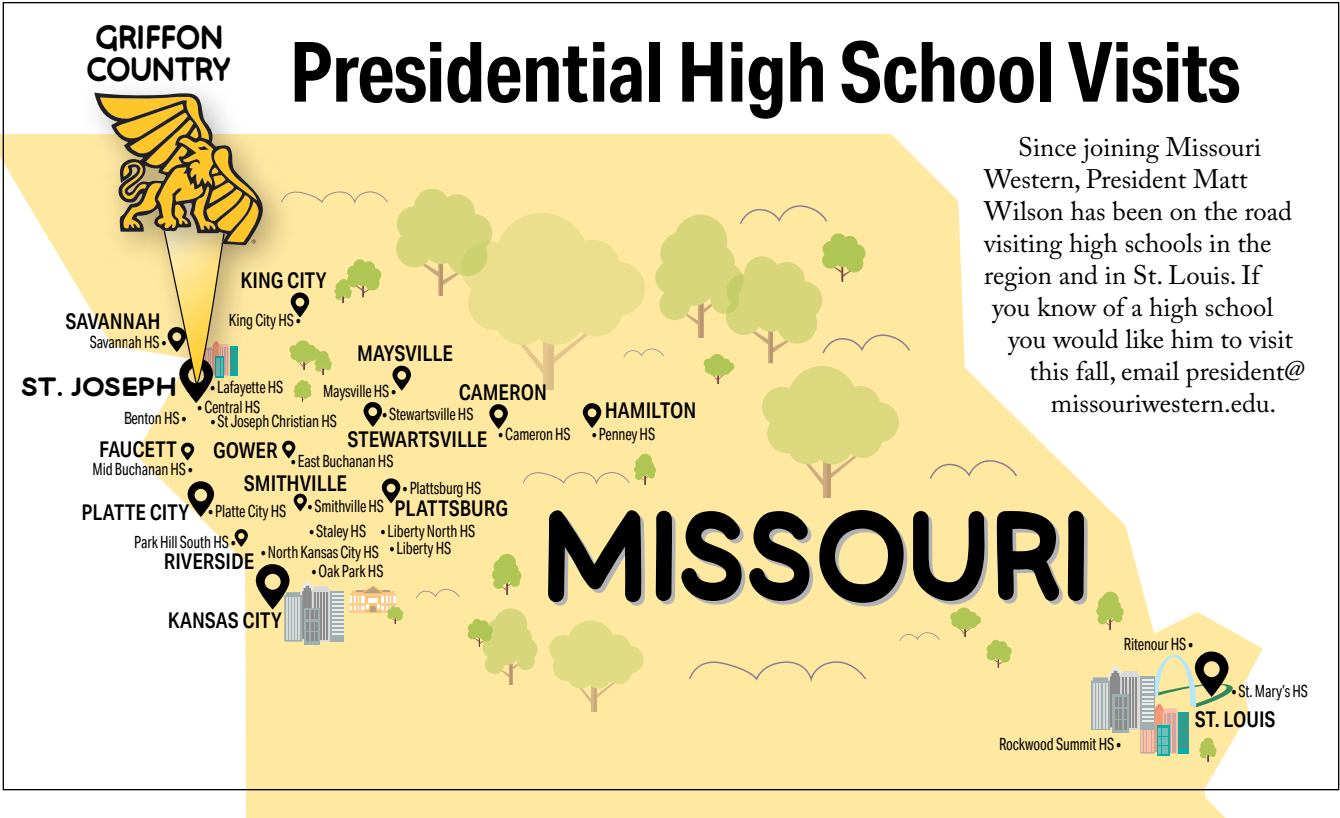 GRIFFON
COUNTRY
Presidential High School Visits
Since joining Missouri
Western, President Matt
Wilson has been on the road
visiting high schools in the
region and in St. Louis. If
you know of a high school
you would like him to visit
this fall, email president@
missouriwestern.edu.
KING CITY
King City HS •
SAVANNAH
Savannah HS •
MAYSVILLE
Maysville HS •
ST. JOSEPH
• Lafayette HS
• Central HS
Benton HS •
• St Joseph Christian HS
CAMERON
• Cameron HS
HAMILTON
• Penney HS
• Stewartsville HS
STEWARTSVILLE
FAUCETT
Mid Buchanan HS •
GOWER
• East Buchanan HS
SMITHVILLE
• Smithville HS
• Plattsburg HS
PLATTSBURG
PLATTE CITY
• Platte City HS
• Staley HS
• Liberty North HS
• Liberty HS
Park Hill South HS •
RIVERSIDE
• North Kansas City HS
• Oak Park HS
KANSAS CITY
MISSOURI
Ritenour HS •
• St. Mary's HS
ST. LOUIS
Rockwood Summit HS •